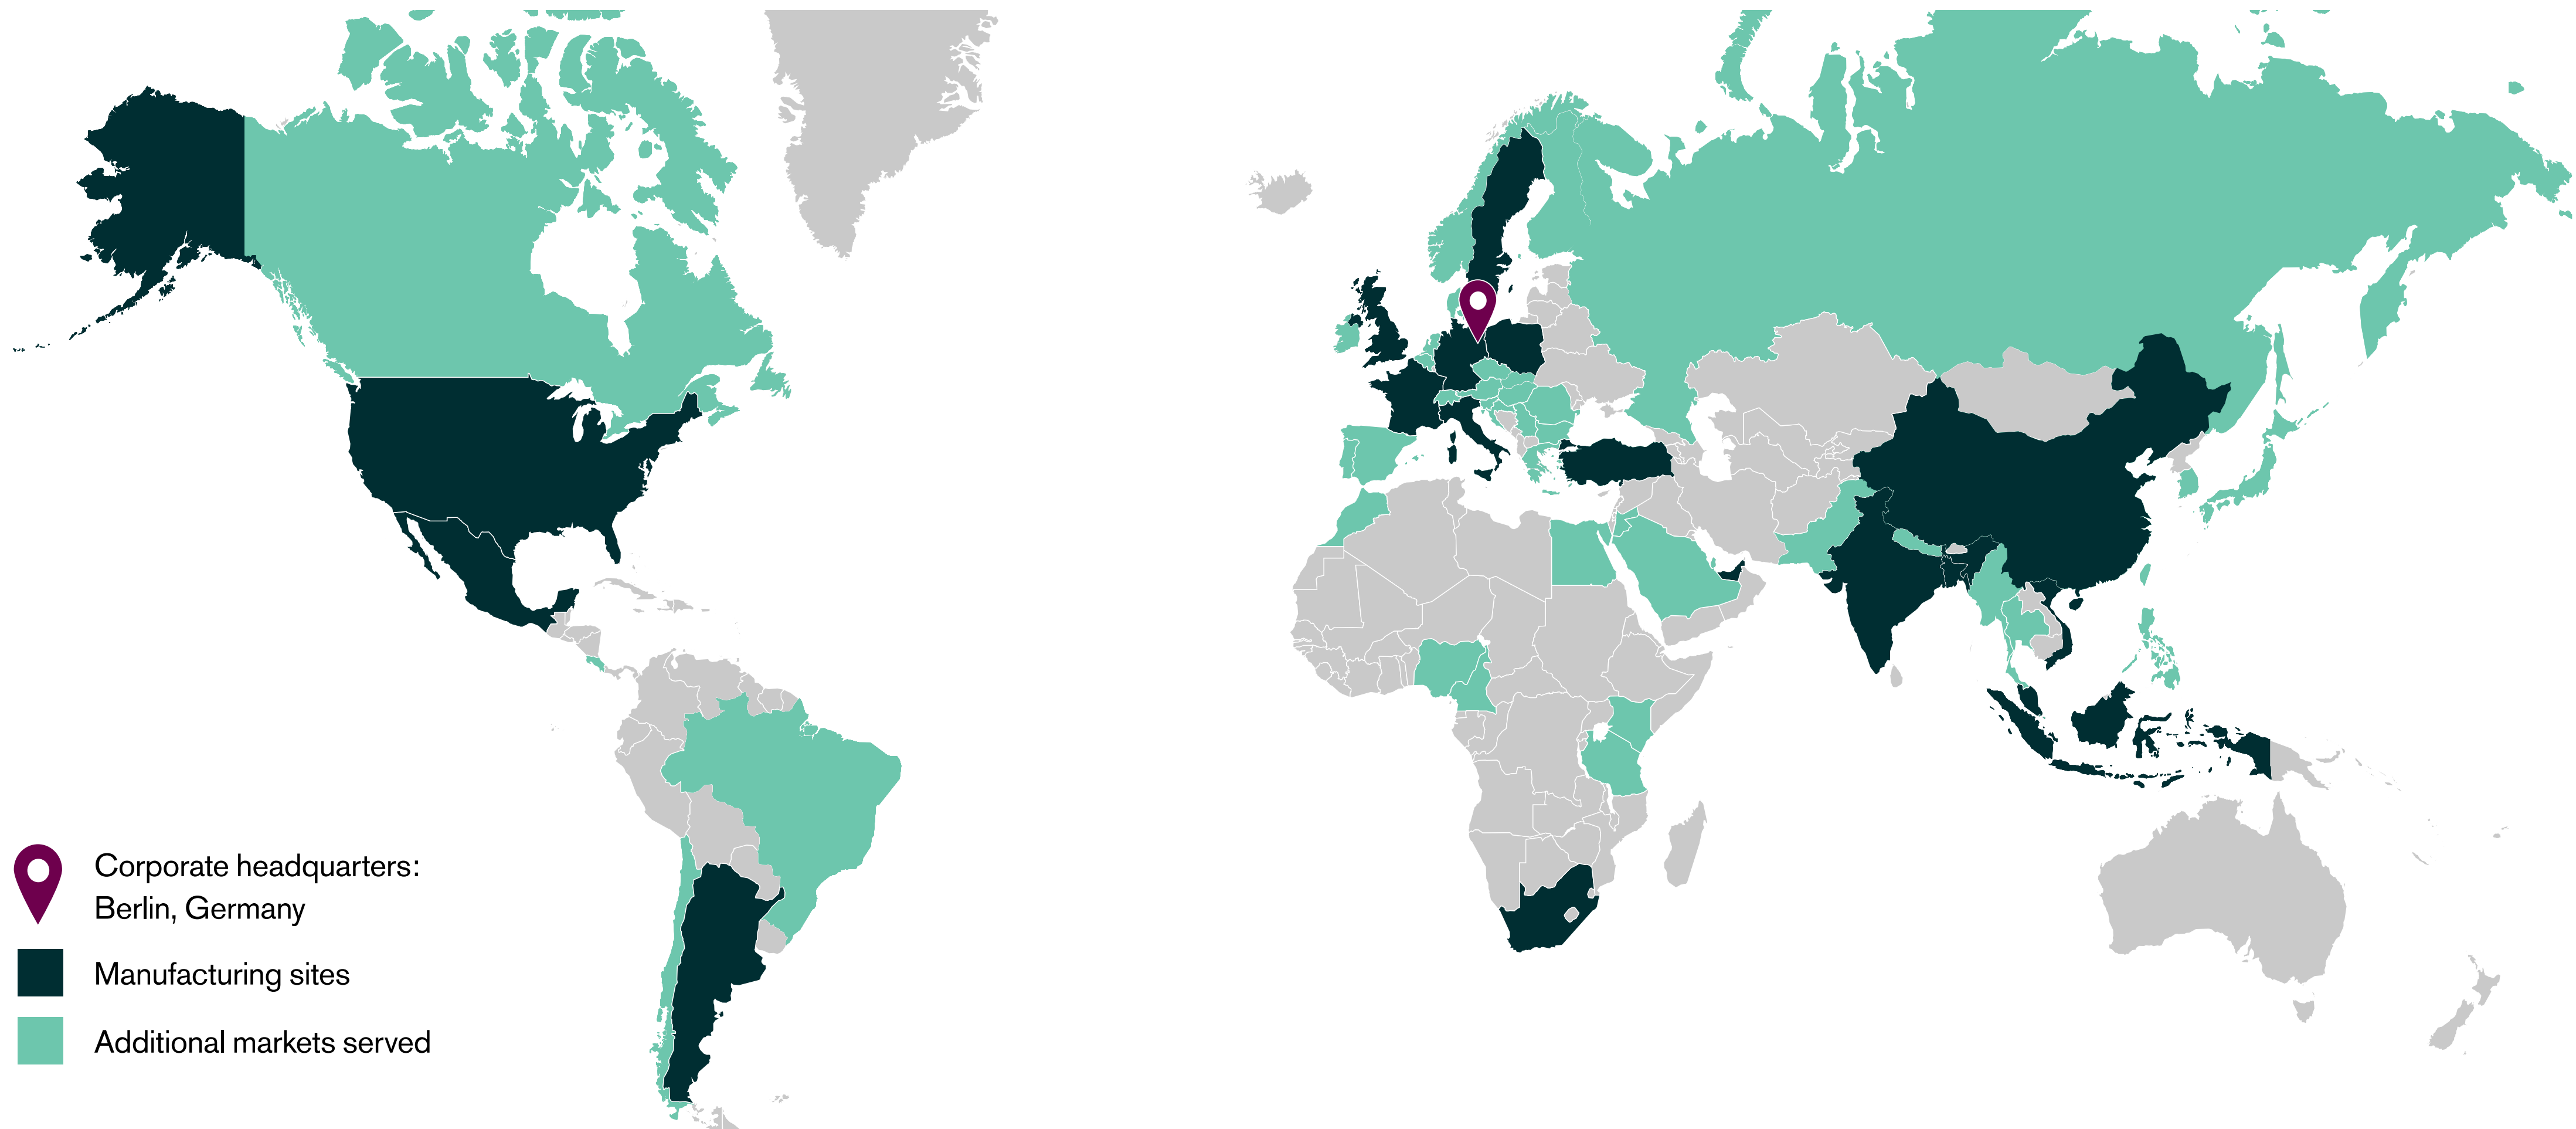 Corporate headquarters:
Berlin, Germany
Manufacturing sites
Additional markets served